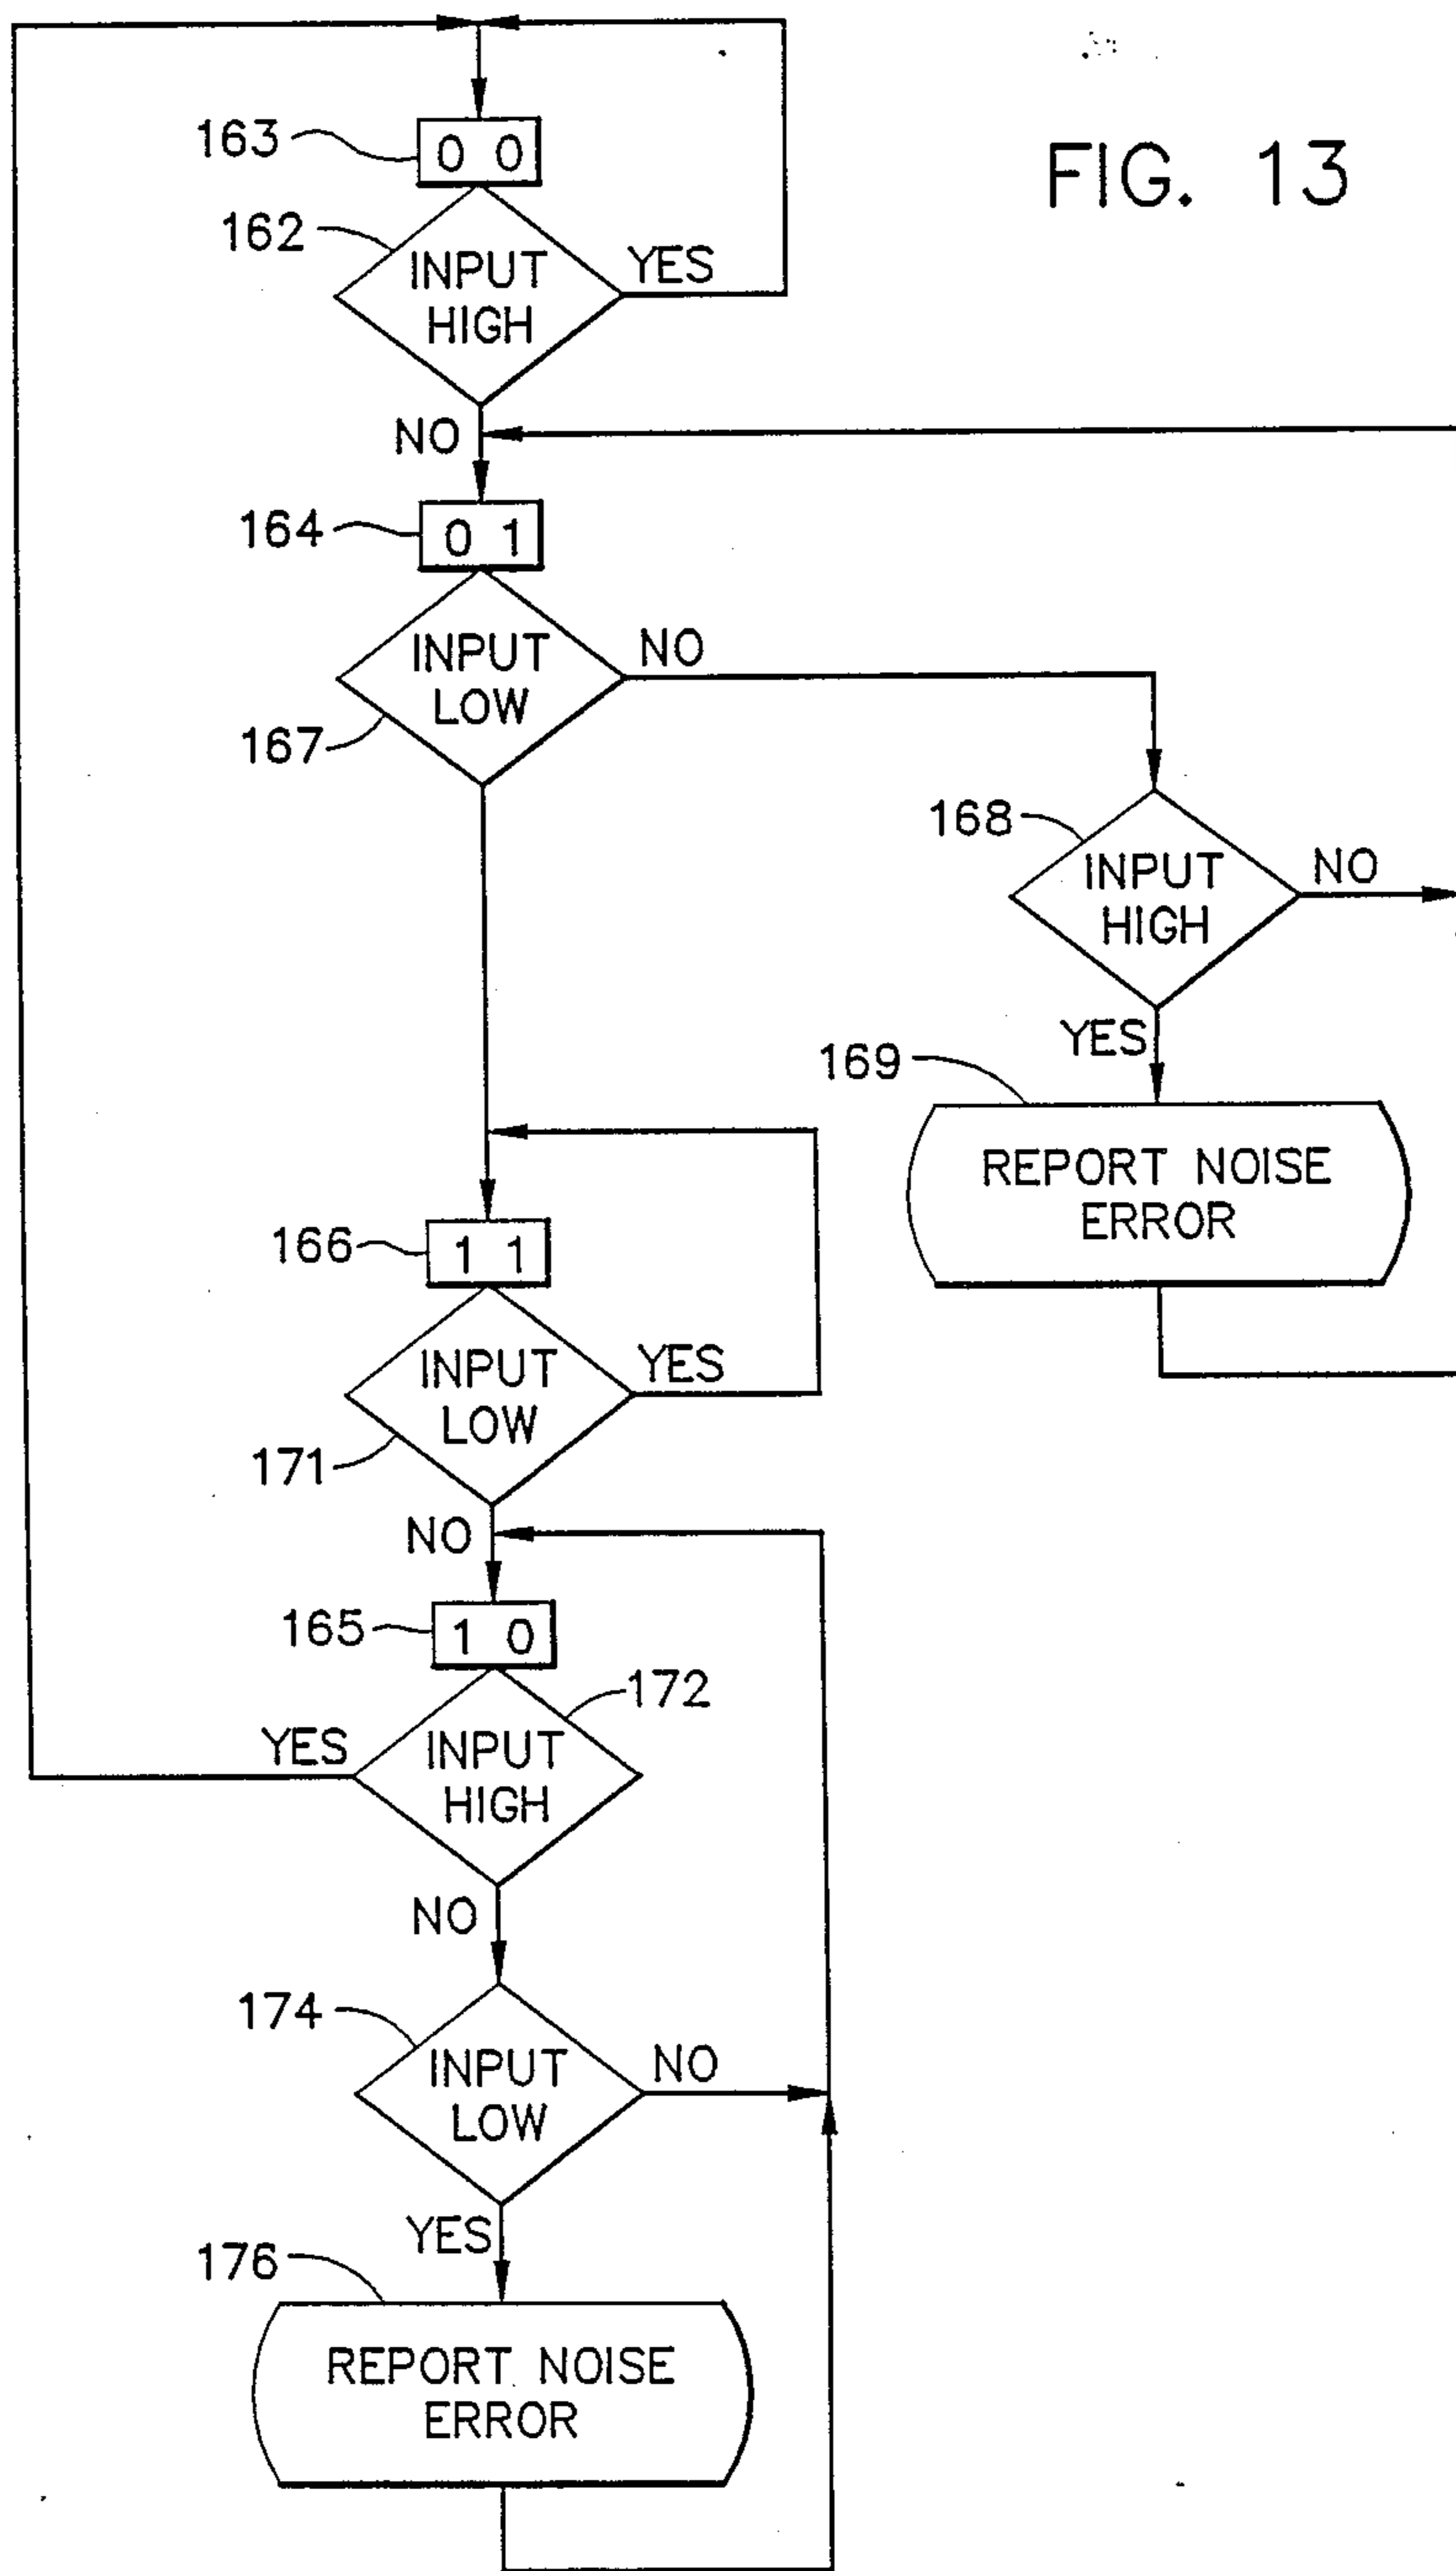 FIG. 13
163
0 0
162
INPUT
HIGH
YES
NO
164
0 1
INPUT
LOW
NO
167
168
INPUT
HIGH
NO
YES
169
REPORT NOISE
ERROR
166
1 1
INPUT
LOW
YES
171
NO
165
1 0
172
YES
INPUT
HIGH
NO
174
INPUT
LOW
NO
YES
176
REPORT NOISE
ERROR